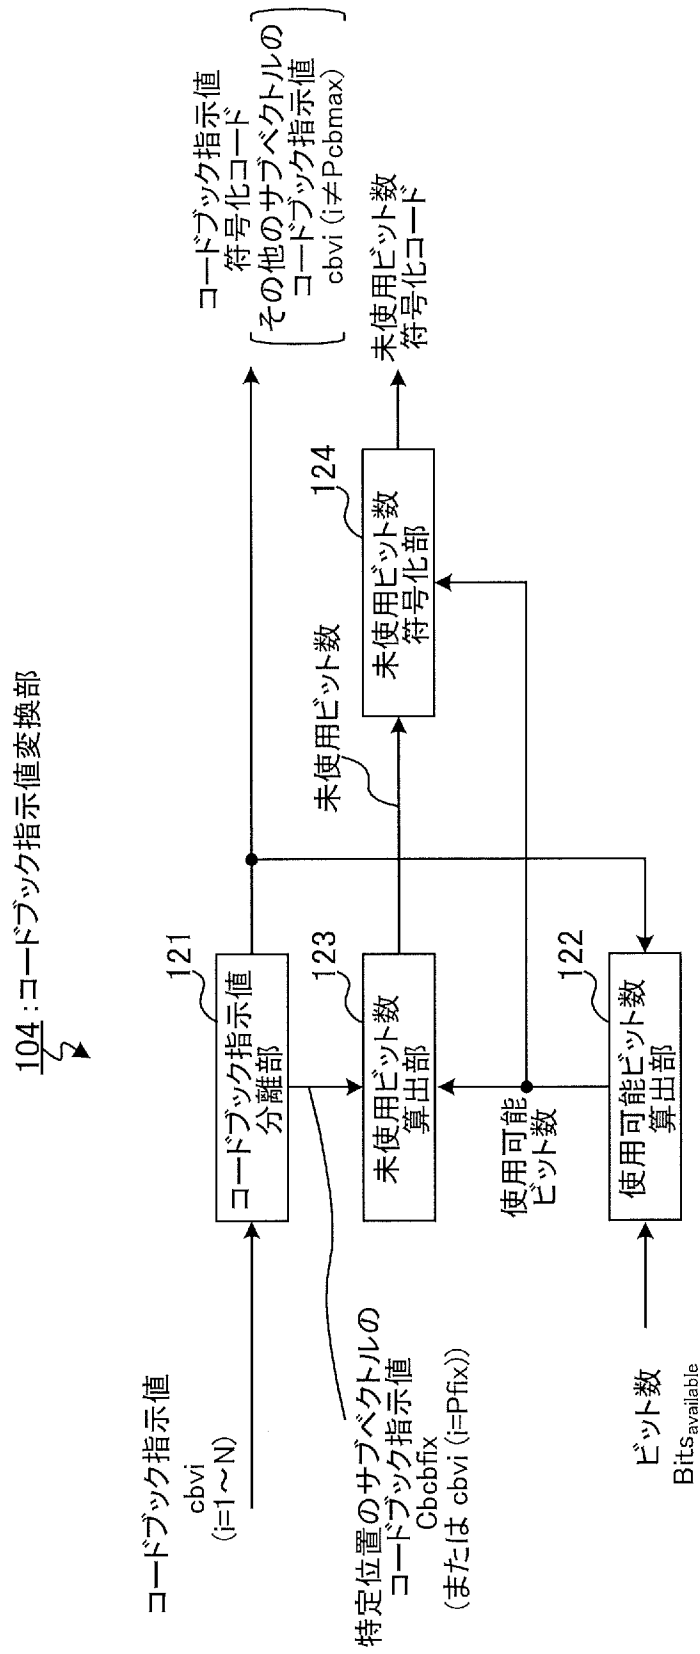 104:コードブック指示値変換部
コードブック指示値
cbvi
(i=1～N)
121
コードブック指示値
分離部
コードブック指示値
符号化コード
その他のサブベクトルの
コードブック指示値
cbvi (i≠Pcbmax)
特定位置のサブベクトルの
コードブック指示値
Cbcbfix
(または cbvi (i=Pfix))
123
未使用ビット数
算出部
未使用ビット数
124
未使用ビット数
符号化部
未使用ビット数
符号化コード
使用可能
ビット数
122
使用可能ビット数
算出部
ビット数
Bitsavailable